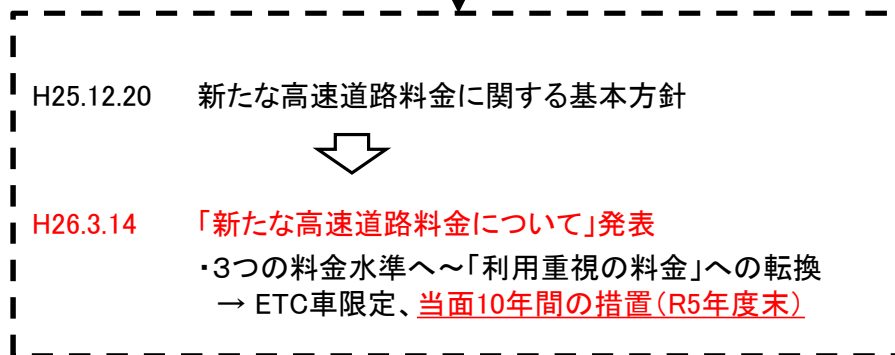 H25.12.20 新たな高速道路料金に関する基本方針
H26.3.14 「新たな高速道路料金について」発表
・３つの料金水準へ～「利用重視の料金」への転換
→ ETC車限定、当面10年間の措置（R5年度末）